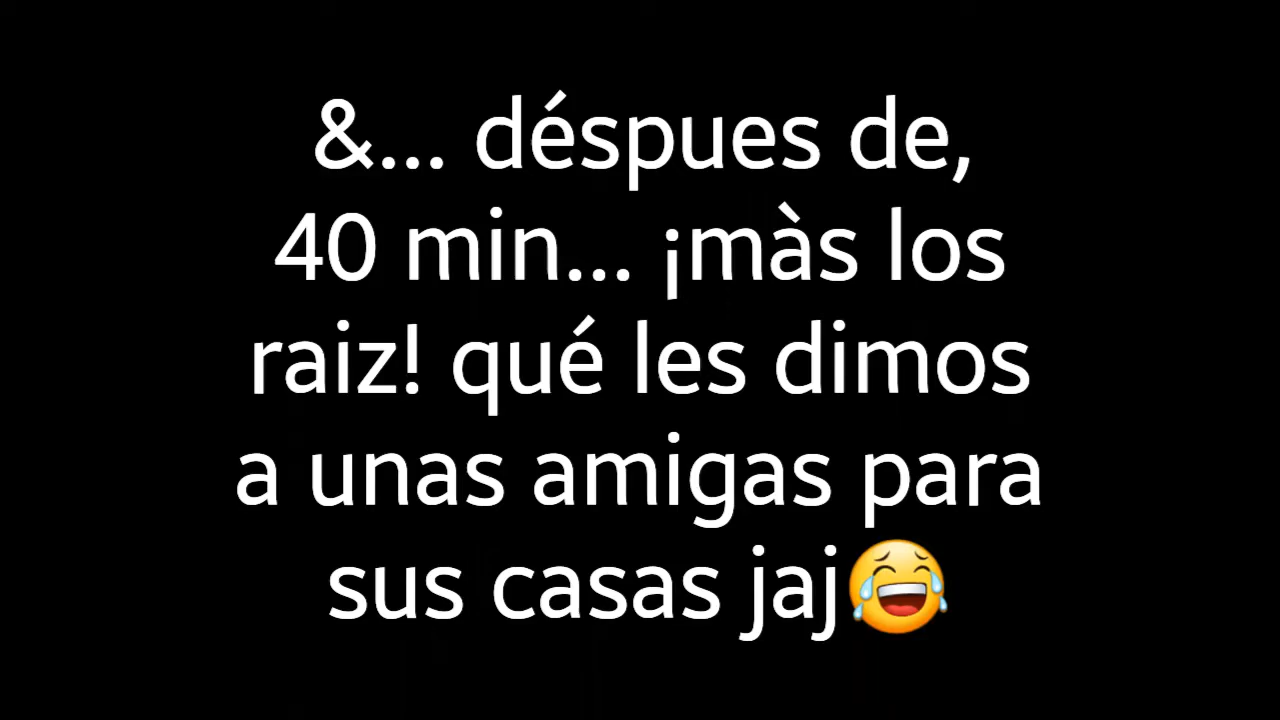 &... déspues de,
40 min... ¡màs los
raiz! qué les dimos
a unas amigas para
sus casas jaj😂